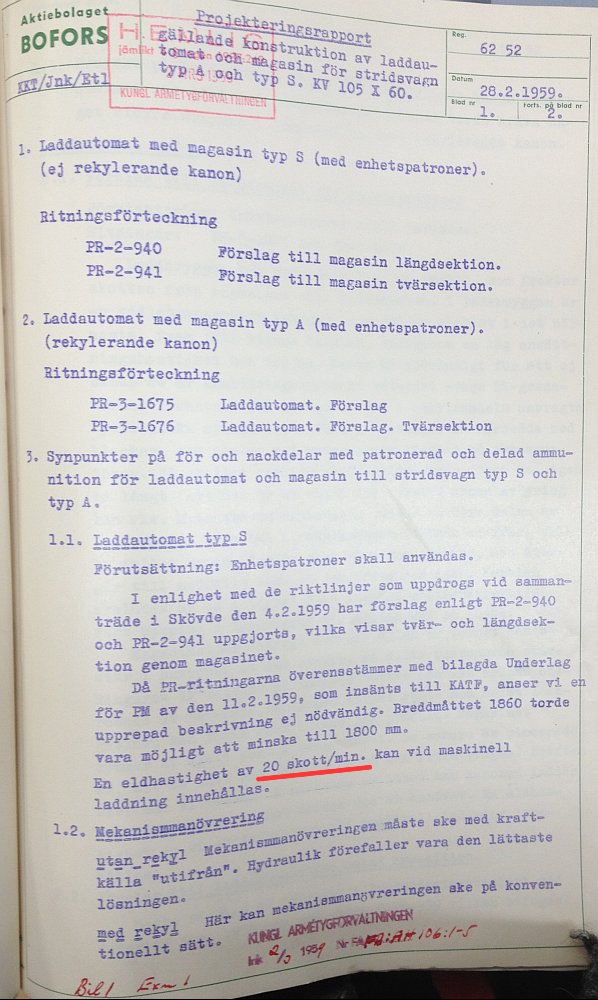 Aktiebolaget
BOFORS
KKT/Jnk/Etl
Projekteringsrapport
gällande konstruktion av laddau-
tomat och magasin för stridsvagn
typ A och typ S. KV 105 X 60.
HEMLIG
KUNGL ARMETYGFÖRVALTNINGEN
Reg.
62 52
Datum
28.2.1959.
Blad nr
1.
forts. på blad nr
2.
1. Laddautomat med magasin typ S (med enhetspatroner).
(ej rekylerande kanon)
Ritningsförteckning
PR-2-940 Förslag till magasin längdsektion.
PR-2-941 Förslag till magasin tvärsektion.
2. Laddautomat med magasin typ A (med enhetspatroner).
(rekylerande kanon)
Ritningsförteckning
PR-3-1675 Laddautomat. Förslag
PR-3-1676 Laddautomat. Förslag. Tvärsektion
3. Synpunkter på för och nackdelar med patronerad och delad ammu-
nition för laddautomat och magasin till stridsvagn typ S och
typ A.
1.1. Laddautomat typ S
Förutsättning: Enhetspatroner skall användas.
I enlighet med de riktlinjer som uppdrogs vid samman-
träde i Skövde den 4.2.1959 har förslag enligt PR-2-940
och PR-2-941 uppgjorts, vilka visar tvär- och längdsek-
tion genom magasinet.
Då PR-ritningarna överensstämmer med bilagda Underlag
för PM av den 11.2.1959, som insänts till KATF, anser vi en
upprepad beskrivning ej nödvändig. Breddmåttet 1860 torde
vara möjligt att minska till 1800 mm.
En eldhastighet av 20 skott/min. kan vid maskinell
laddning innehållas.
1.2. Mekanismmanövrering
utan rekyl Mekanismmanövreringen måste ske med kraft-
källa "utifrån". Hydraulik förefaller vara den lättaste
lösningen.
med rekyl Här kan mekanismmanövreringen ske på konven-
tionellt sätt.
KUNGL ARMETYGFÖRVALTNINGEN
Ink 2/3 1959 Nr
Bil 1 Exm 1